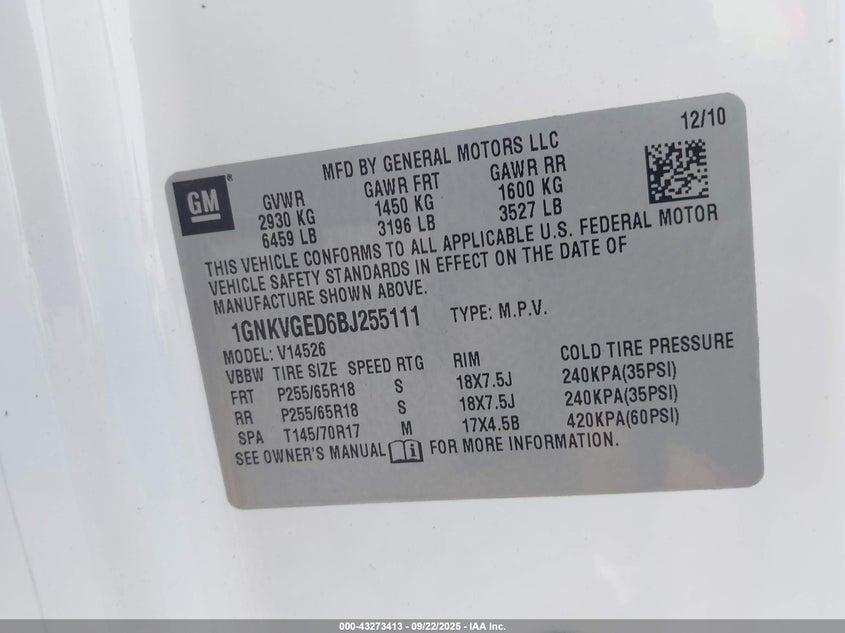 12/10
MFD BY GENERAL MOTORS LLC
GM®
GVWR GAWR FRT GAWR RR
2930 KG 1450 KG 1600 KG
6459 LB 3196 LB 3527 LB
THIS VEHICLE CONFORMS TO ALL APPLICABLE U.S. FEDERAL MOTOR
VEHICLE SAFETY STANDARDS IN EFFECT ON THE DATE OF
MANUFACTURE SHOWN ABOVE.
1GNKVGED6BJ255111 TYPE: M.P.V.
MODEL: V14526
VBBW TIRE SIZE SPEED RTG RIM COLD TIRE PRESSURE
FRT P255/65R18 S 18X7.5J 240KPA(35PSI)
RR P255/65R18 S 18X7.5J 240KPA(35PSI)
SPA T145/70R17 M 17X4.5B 420KPA(60PSI)
SEE OWNER'S MANUAL i FOR MORE INFORMATION.
000-43273413 - 09/22/2025 - IAA Inc.